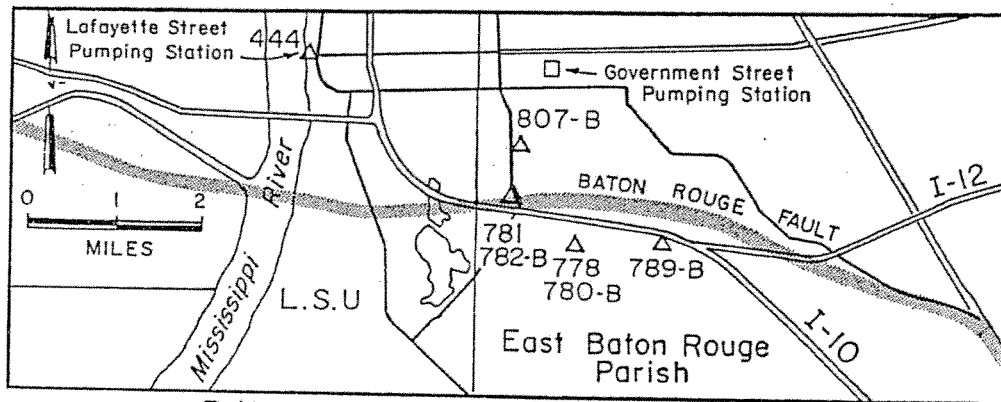 Lafayette Street
Pumping Station
444
Government Street
Pumping Station
807-B
BATON ROUGE FAULT
I-12
0 1 2
MILES
River
Mississippi
L.S.U
781
782-B
778
780-B
789-B
I-10
East Baton Rouge
Parish